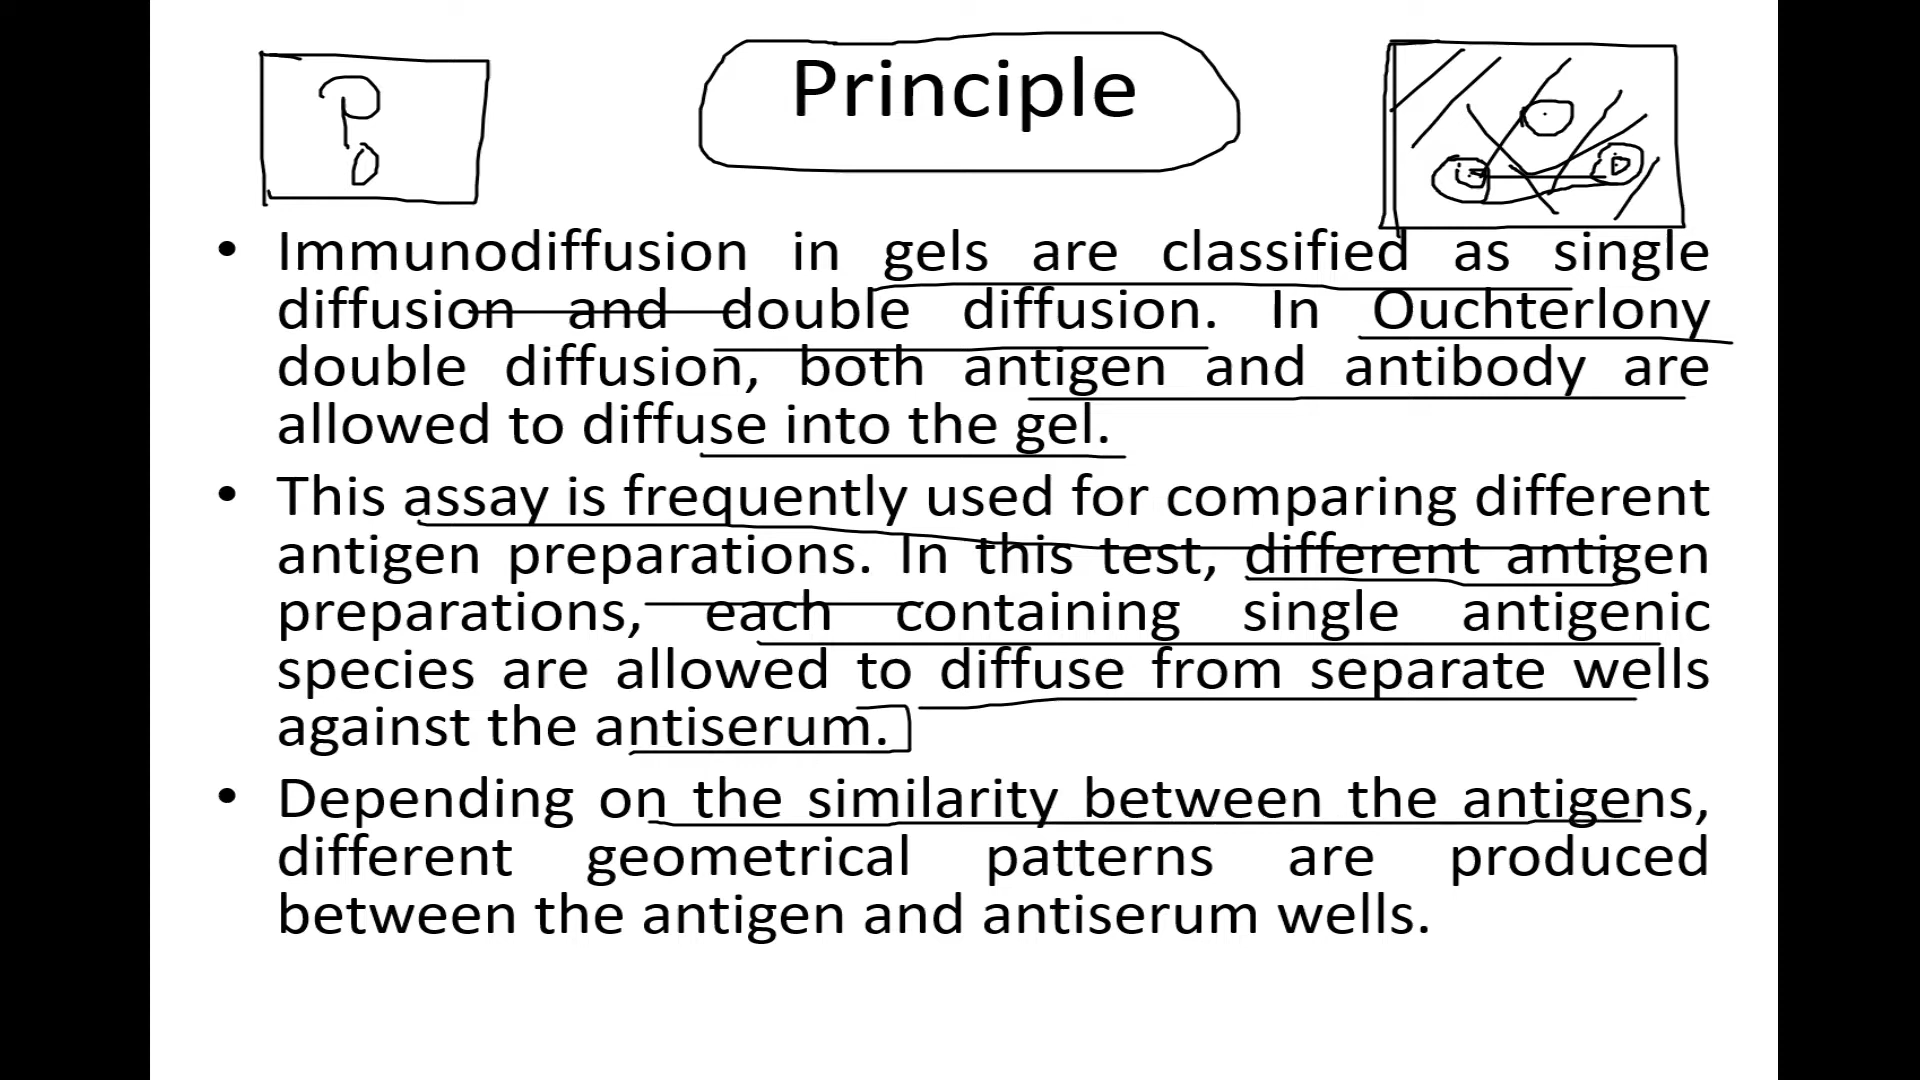 Principle
• Immunodiffusion in gels are classified as single
diffusion and double diffusion. In Ouchterlony
double diffusion, both antigen and antibody are
allowed to diffuse into the gel.
• This assay is frequently used for comparing different
antigen preparations. In this test, different antigen
preparations, each containing single antigenic
species are allowed to diffuse from separate wells
against the antiserum.
• Depending on the similarity between the antigens,
different geometrical patterns are produced
between the antigen and antiserum wells.